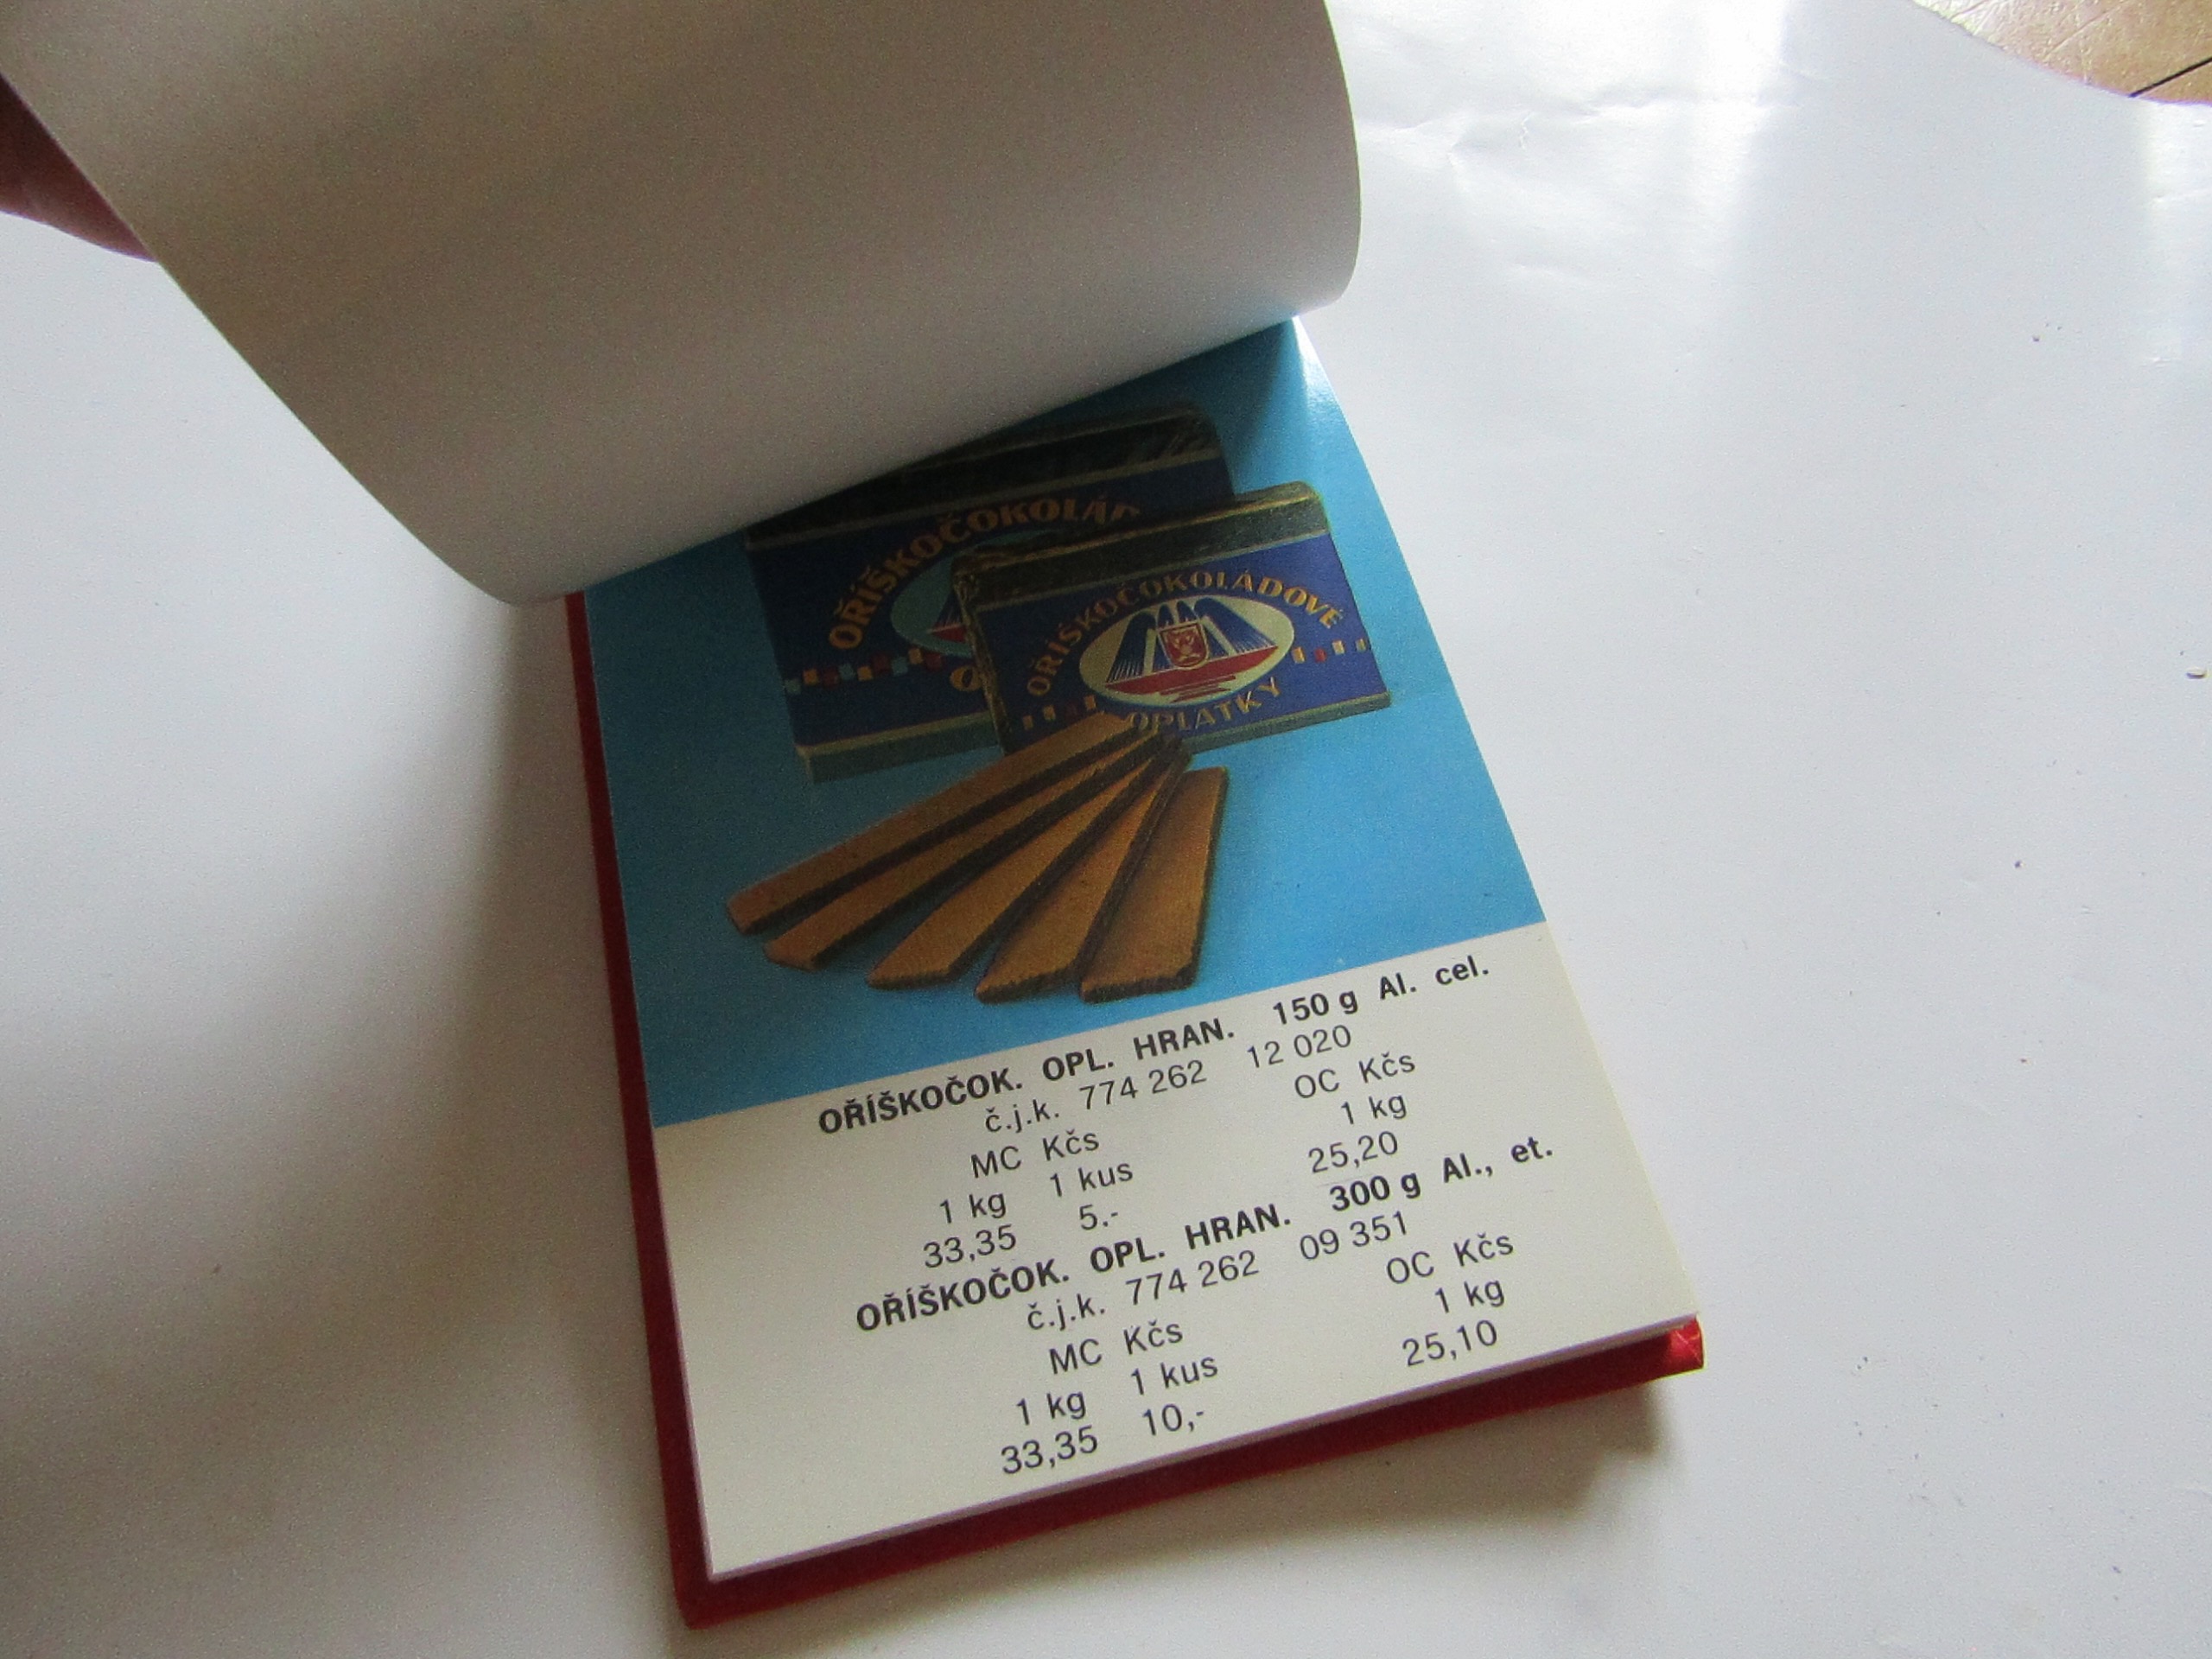 OŘÍŠKOČOKOLÁD
OŘÍŠKOČOKOLÁDOVÉ
OPLATKY
OŘÍŠKOČOK. OPL. HRAN. 150 g Al. cel.
č.j.k. 774 262 12 020
MC Kčs OC Kčs
1 kg 1 kus 1 kg
33,35 5.- 25,20
OŘÍŠKOČOK. OPL. HRAN. 300 g Al., et.
č.j.k. 774 262 09 351
MC Kčs OC Kčs
1 kg 1 kus 1 kg
33,35 10,- 25,10